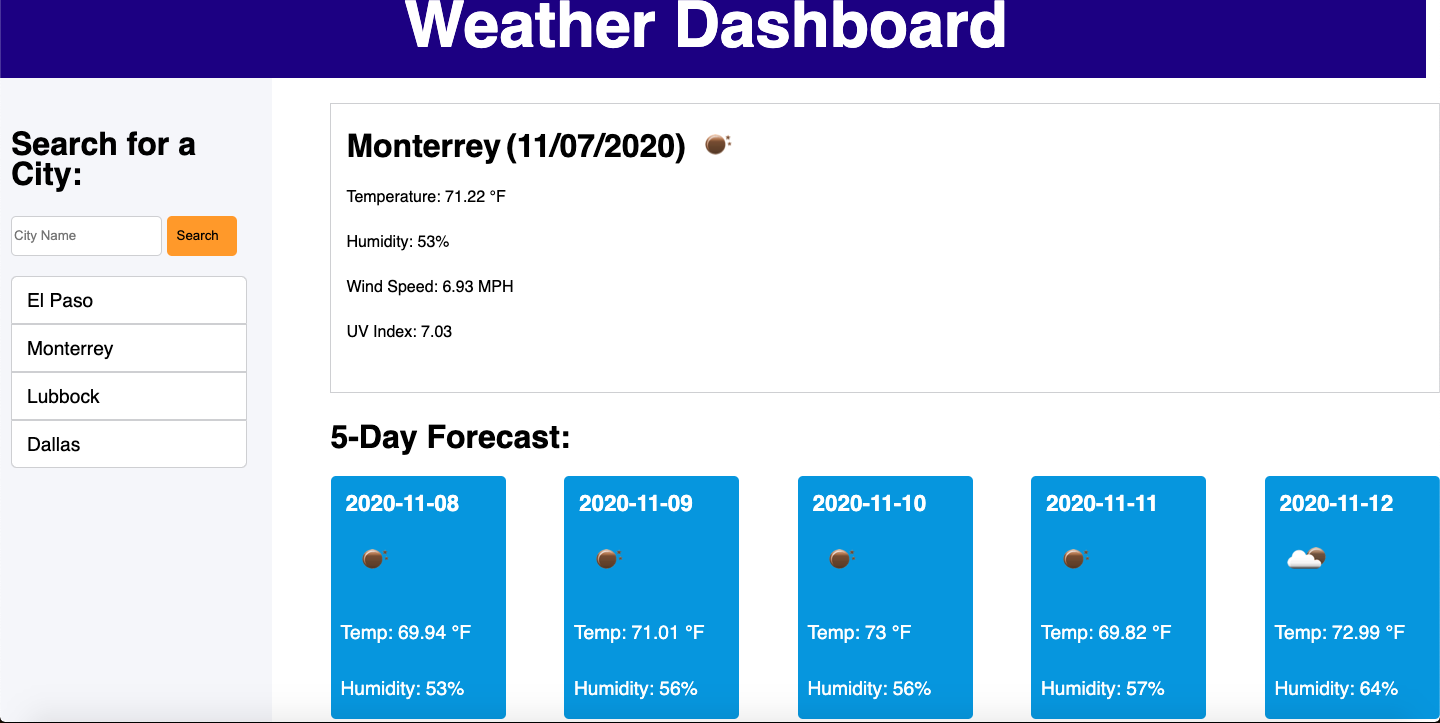 Weather Dashboard
Search for a
City:
City Name
Search
El Paso
Monterrey
Lubbock
Dallas
Monterrey (11/07/2020)
Temperature: 71.22 °F
Humidity: 53%
Wind Speed: 6.93 MPH
UV Index: 7.03
5-Day Forecast:
2020-11-08
Temp: 69.94 °F
Humidity: 53%
2020-11-09
Temp: 71.01 °F
Humidity: 56%
2020-11-10
Temp: 73 °F
Humidity: 56%
2020-11-11
Temp: 69.82 °F
Humidity: 57%
2020-11-12
Temp: 72.99 °F
Humidity: 64%